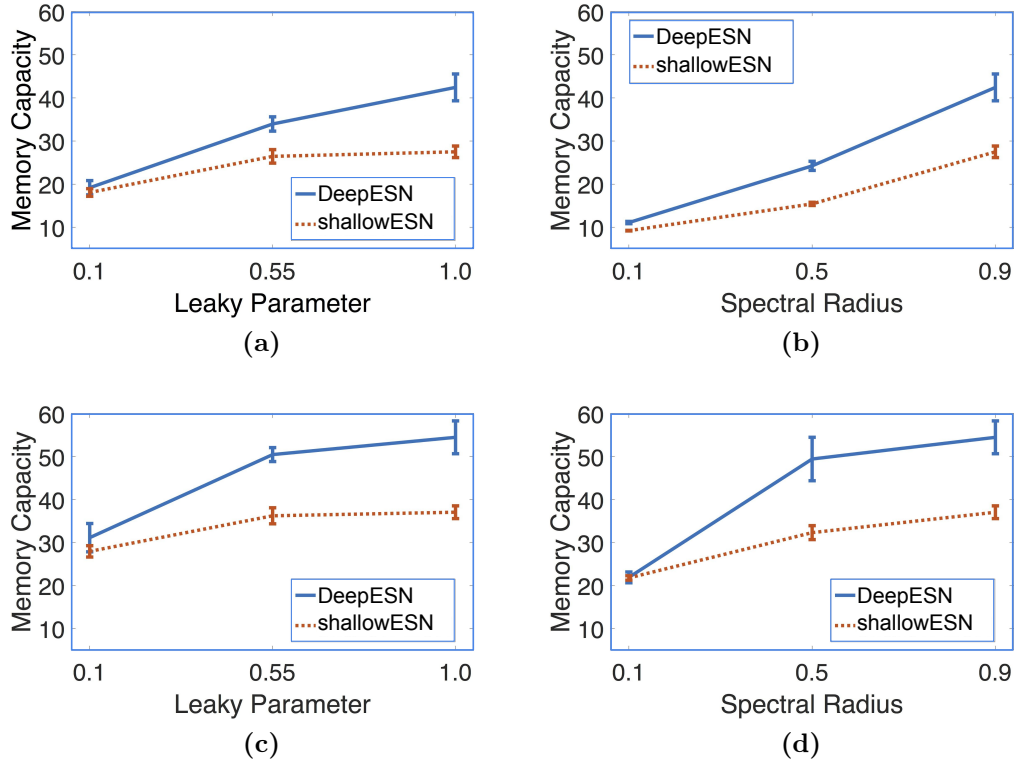 60
50
40
30
20
10
Memory Capacity
DeepESN
shallowESN
0.1 0.55 1.0
Leaky Parameter
(a)
60
50
40
30
20
10
Memory Capacity
DeepESN
shallowESN
0.1 0.5 0.9
Spectral Radius
(b)
60
50
40
30
20
10
Memory Capacity
DeepESN
shallowESN
0.1 0.55 1.0
Leaky Parameter
(c)
60
50
40
30
20
10
Memory Capacity
DeepESN
shallowESN
0.1 0.5 0.9
Spectral Radius
(d)